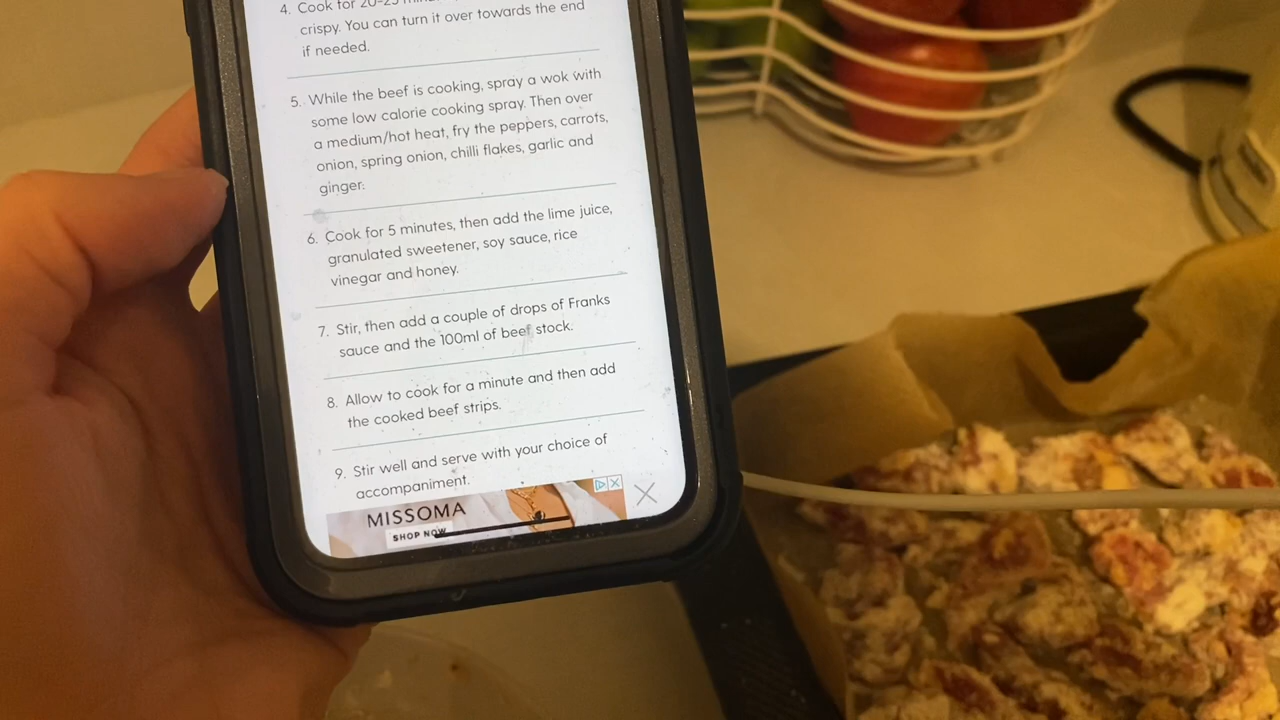 4. Cook for 20-25
crispy. You can turn it over towards the end
if needed.
5. While the beef is cooking, spray a wok with
some low calorie cooking spray. Then over
a medium/hot heat, fry the peppers, carrots,
onion, spring onion, chilli flakes, garlic and
ginger.
6. Cook for 5 minutes, then add the lime juice,
granulated sweetener, soy sauce, rice
vinegar and honey.
7. Stir, then add a couple of drops of Franks
sauce and the 100ml of beef stock.
8. Allow to cook for a minute and then add
the cooked beef strips.
9. Stir well and serve with your choice of
accompaniment.
MISSOMA
SHOP NOW